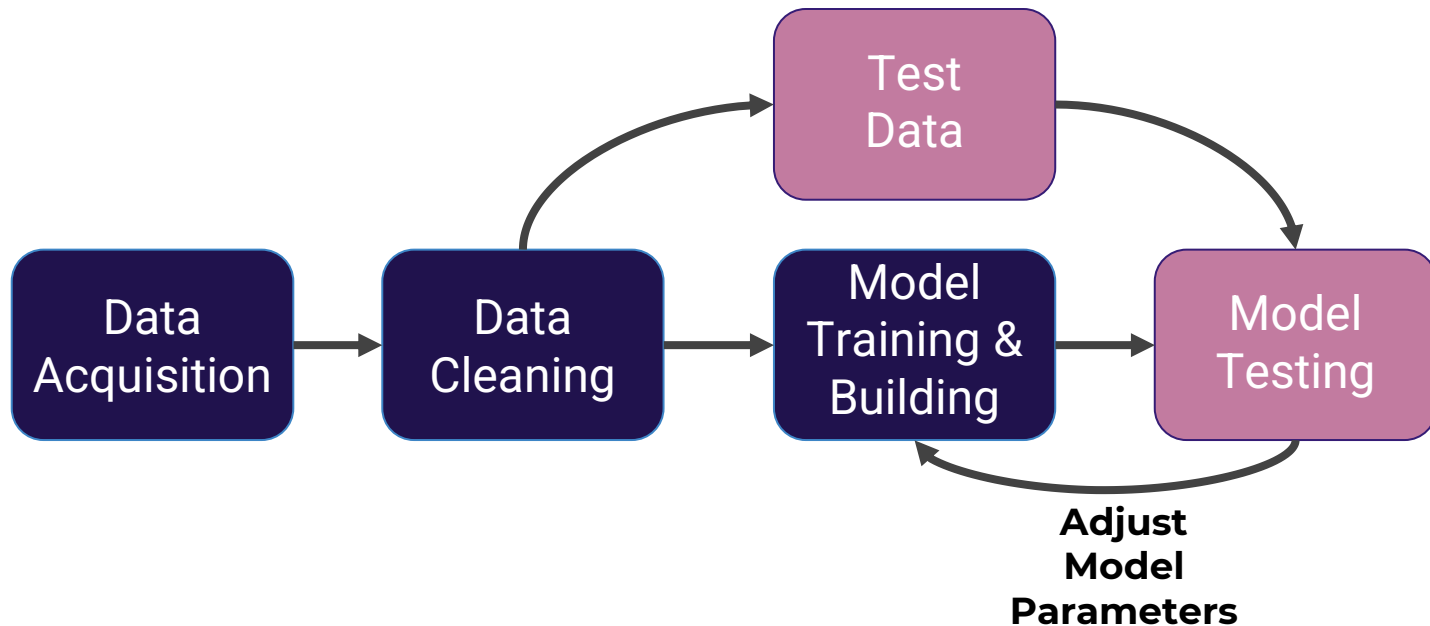 Test
Data
Data
Acquisition
Data
Cleaning
Model
Training &
Building
Model
Testing
Adjust
Model
Parameters